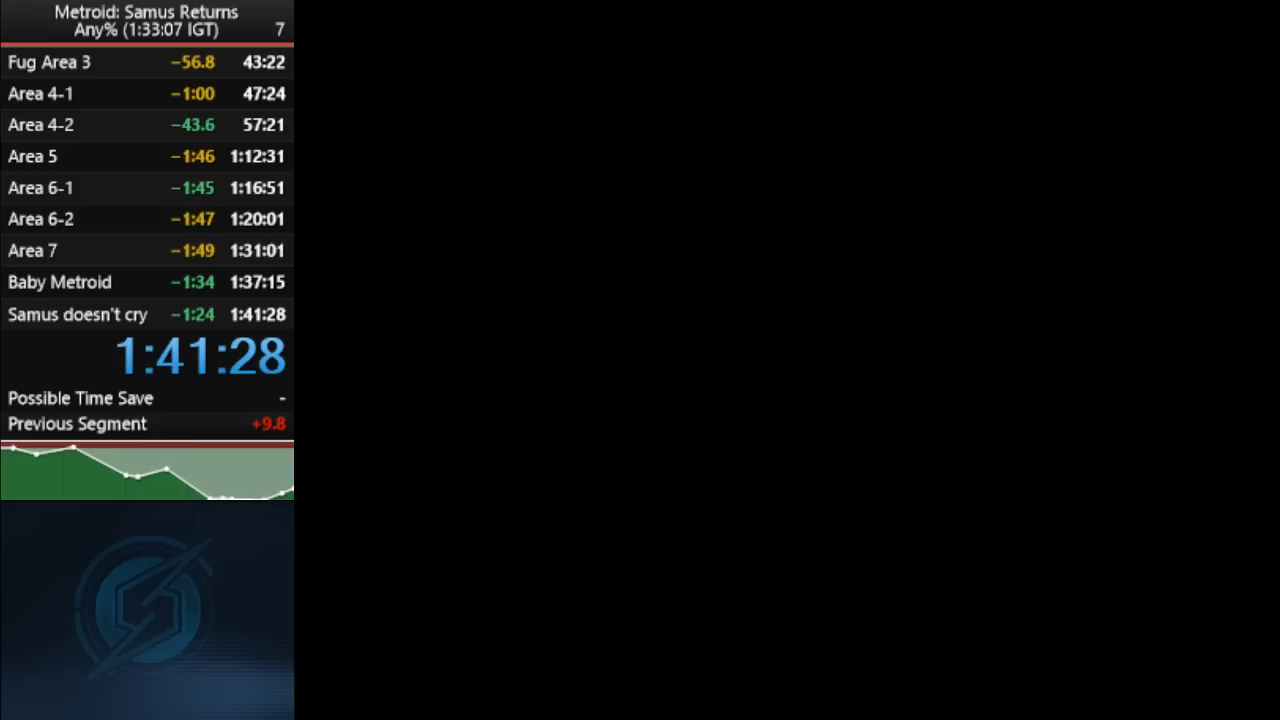 Metroid: Samus Returns
Any% (1:33:07 IGT) 7
Fug Area 3 −56.8 43:22
Area 4-1 −1:00 47:24
Area 4-2 −43.6 57:21
Area 5 −1:46 1:12:31
Area 6-1 −1:45 1:16:51
Area 6-2 −1:47 1:20:01
Area 7 −1:49 1:31:01
Baby Metroid −1:34 1:37:15
Samus doesn't cry −1:24 1:41:28
1:41:28
Possible Time Save -
Previous Segment +9.8